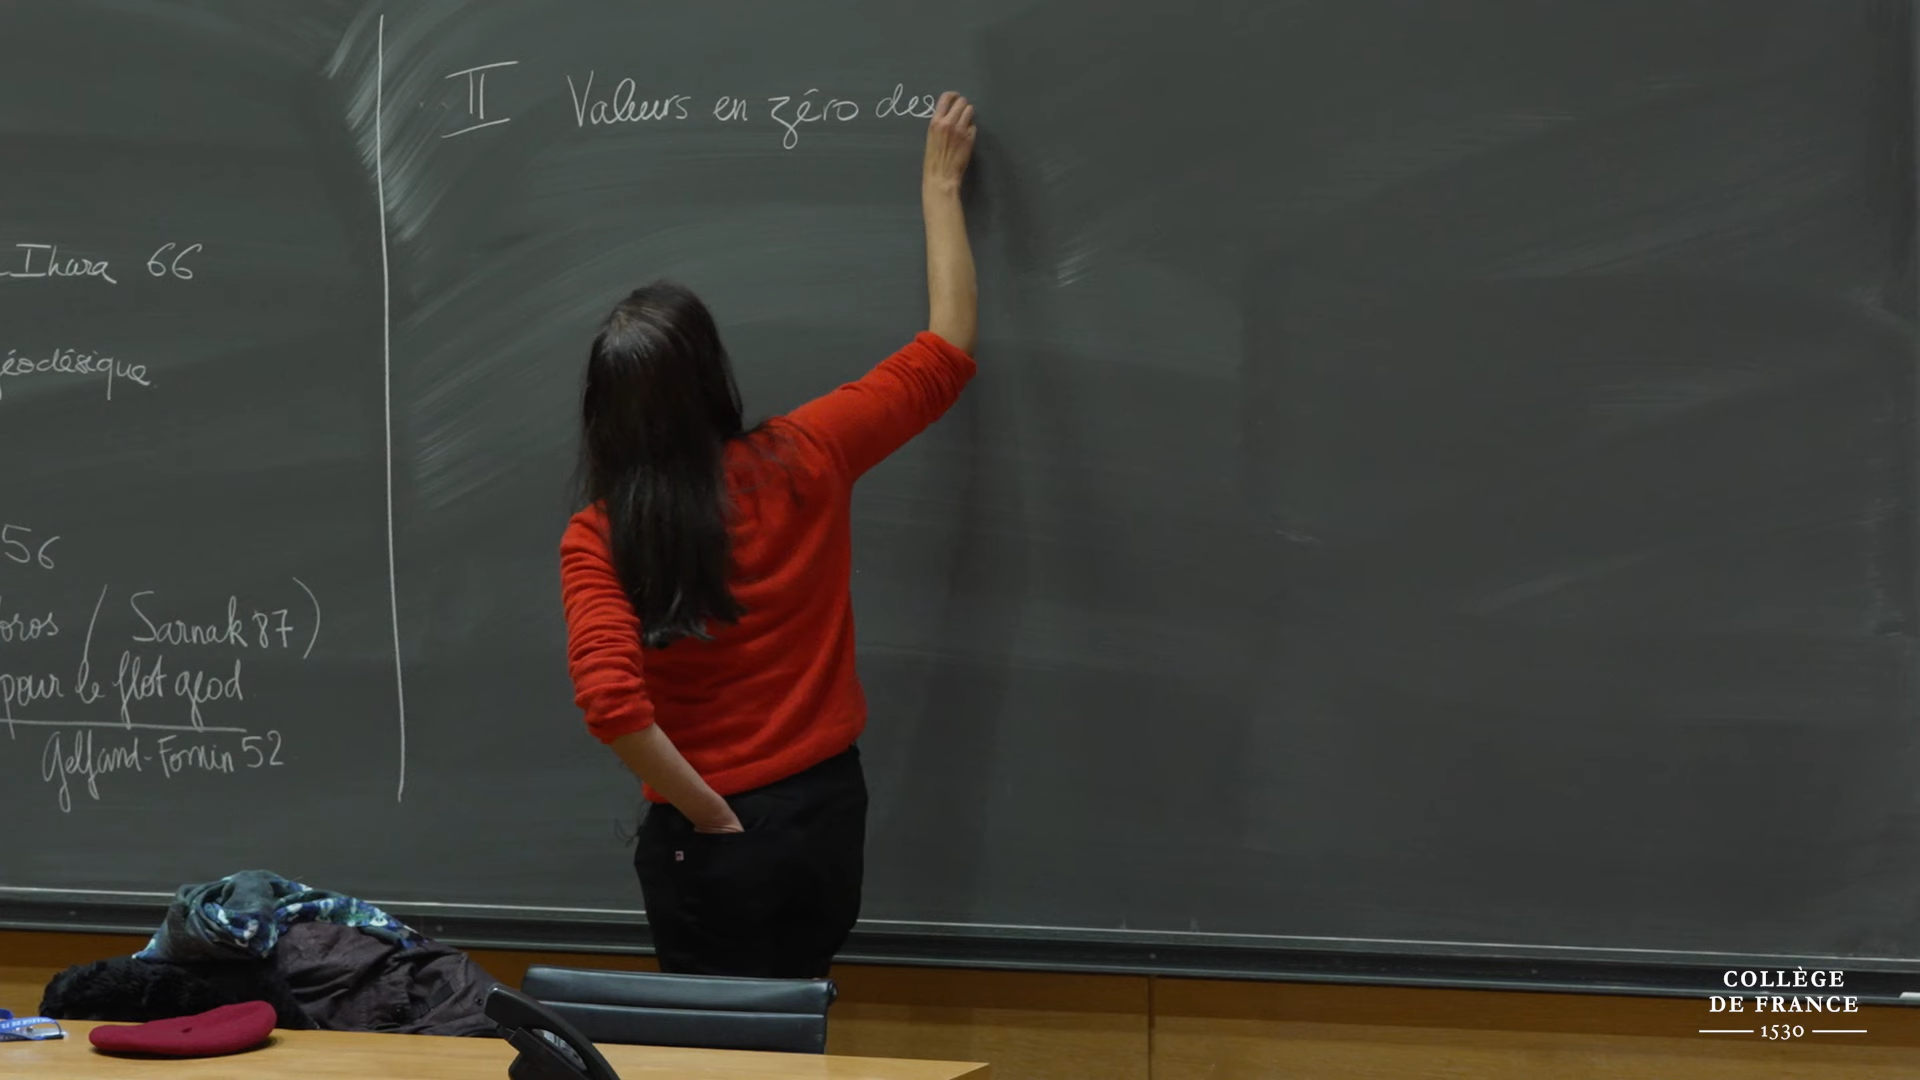 Ihara 66
éodésique
56
oros / Sarnak 87)
pour le flot géod
Gelfand-Fomin 52
II Valeurs en zéro des
COLLÈGE
DE FRANCE
1530